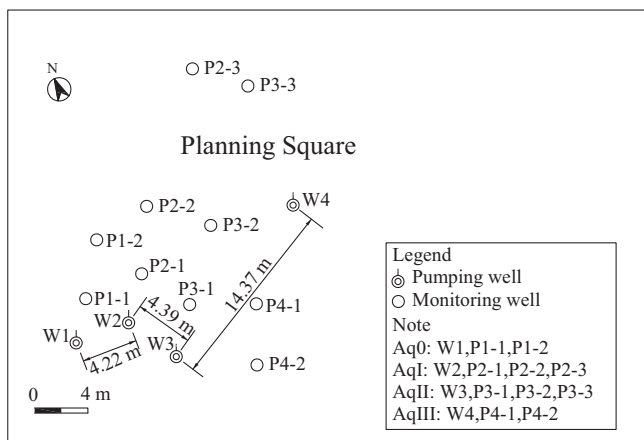 N
P2-3
P3-3
Planning Square
W4
P2-2
P3-2
P1-2
P2-1
14.37 m
P1-1
P3-1
P4-1
4.39 m
W2
W1
W3
4.22 m
P4-2
0 4 m
Legend
Pumping well
Monitoring well
Note
Aq0: W1,P1-1,P1-2
AqI: W2,P2-1,P2-2,P2-3
AqII: W3,P3-1,P3-2,P3-3
AqIII: W4,P4-1,P4-2